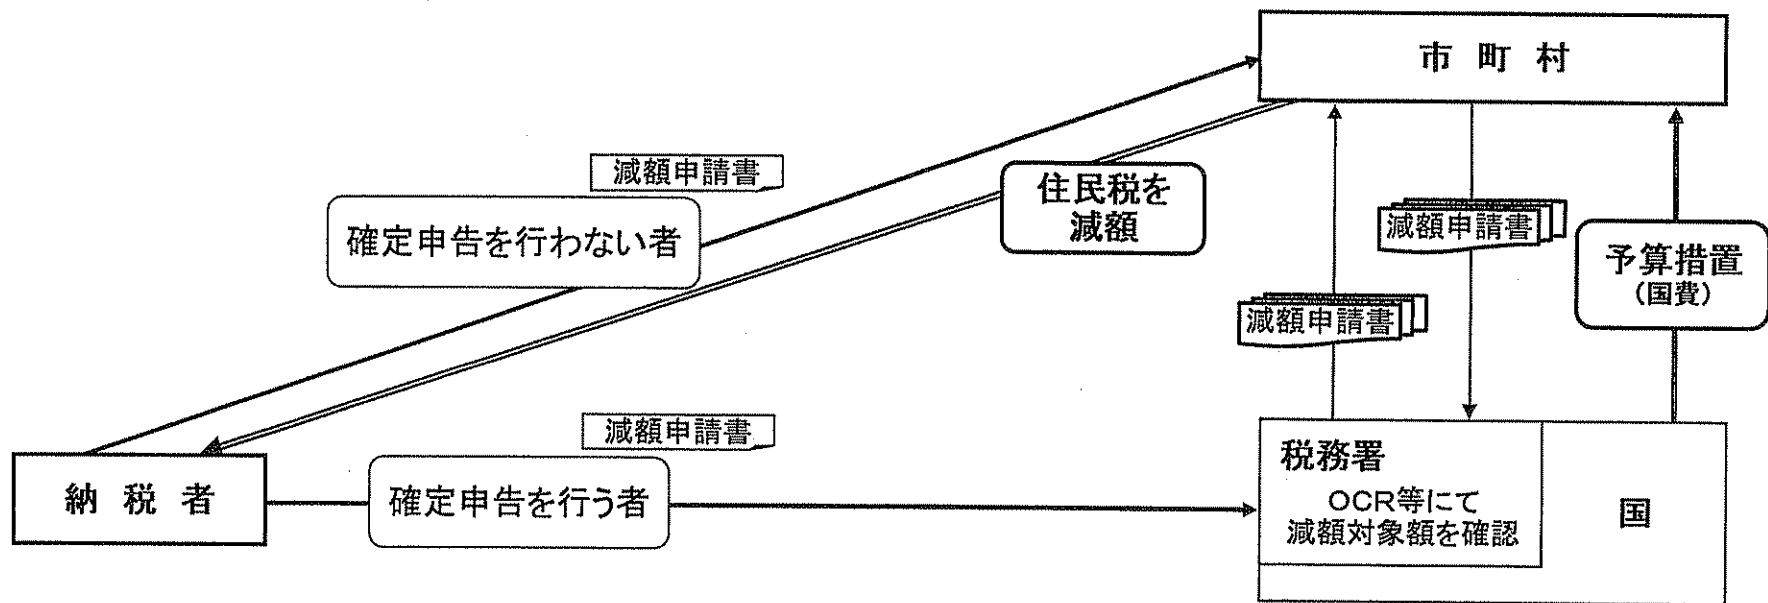 市町村
減額申請書
確定申告を行わない者
住民税を
減額
減額申請書
減額申請書
予算措置
（国費）
減額申請書
納税者
確定申告を行う者
税務署
OCR等にて
減額対象額を確認
国